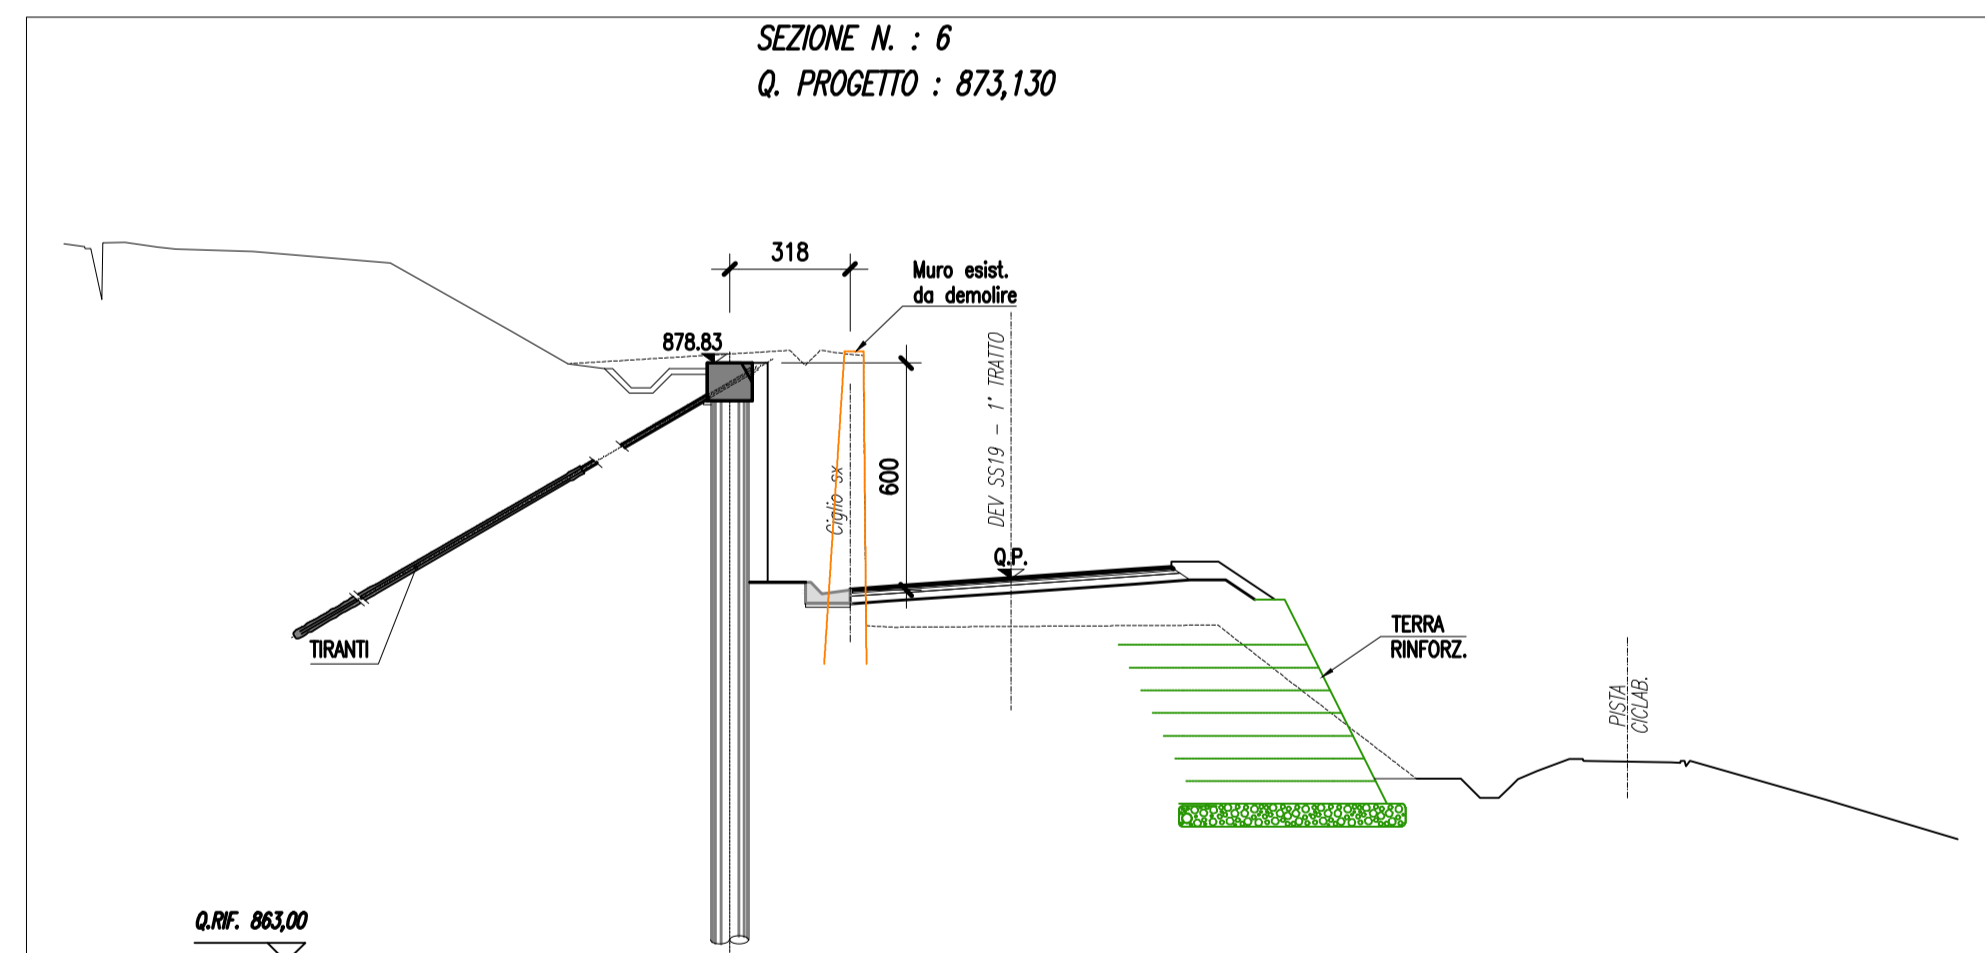 SEZIONE N. : 6
Q. PROGETTO : 873,130
318
Muro esist.
da demolire
878.83
DEV SS19 - 1° TRATTO
Ciglio sx
600
Q.P.
TIRANTI
TERRA
RINFORZ.
PISTA
CICLAB.
Q.RIF. 863,00